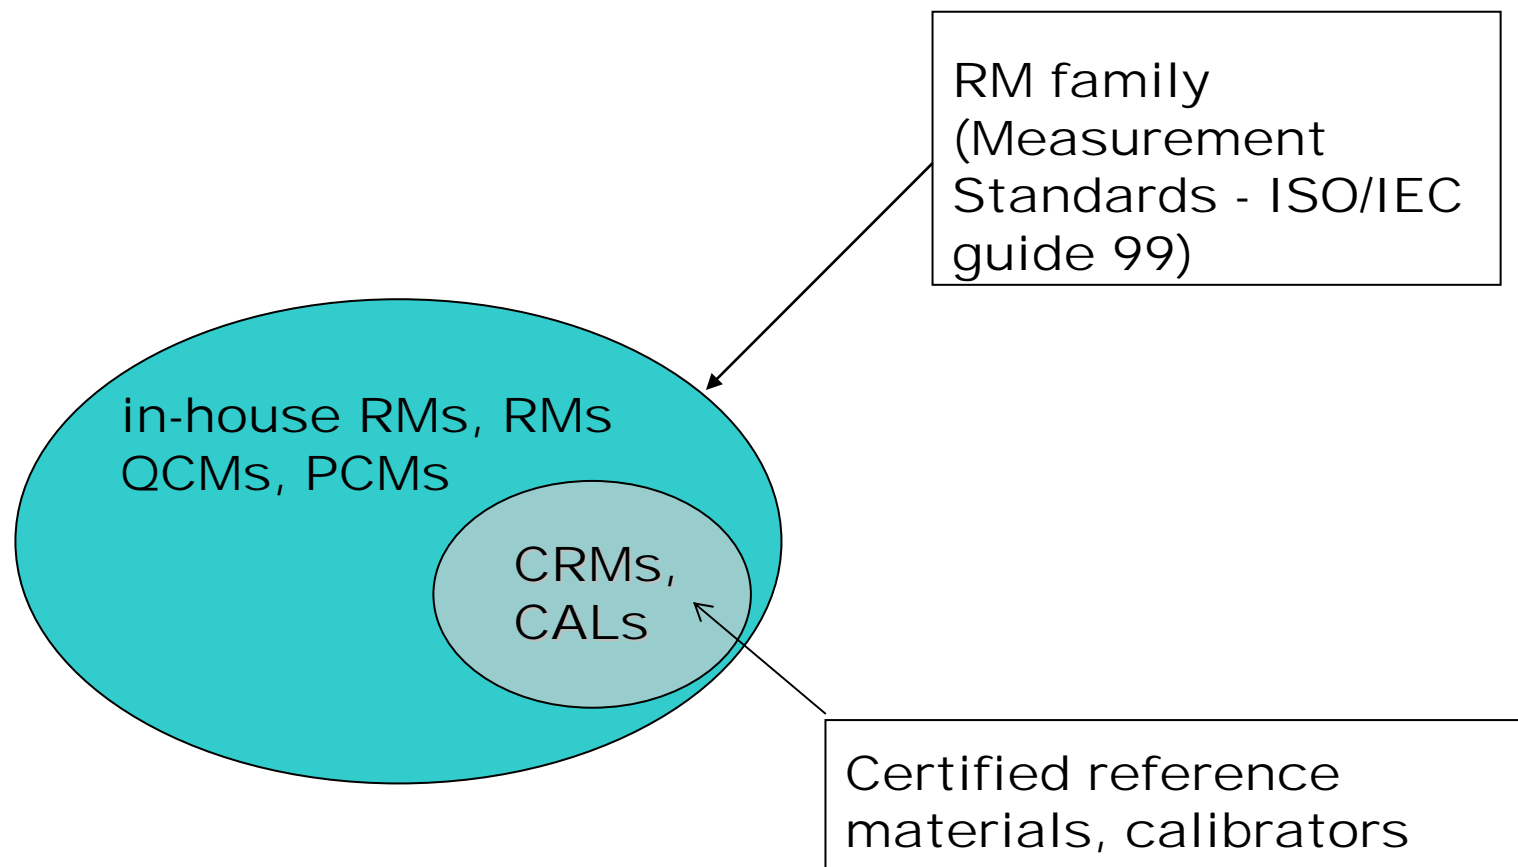 RM family
(Measurement
Standards - ISO/IEC
guide 99)
in-house RMs, RMs
QCMs, PCMs
CRMs,
CALs
Certified reference
materials, calibrators